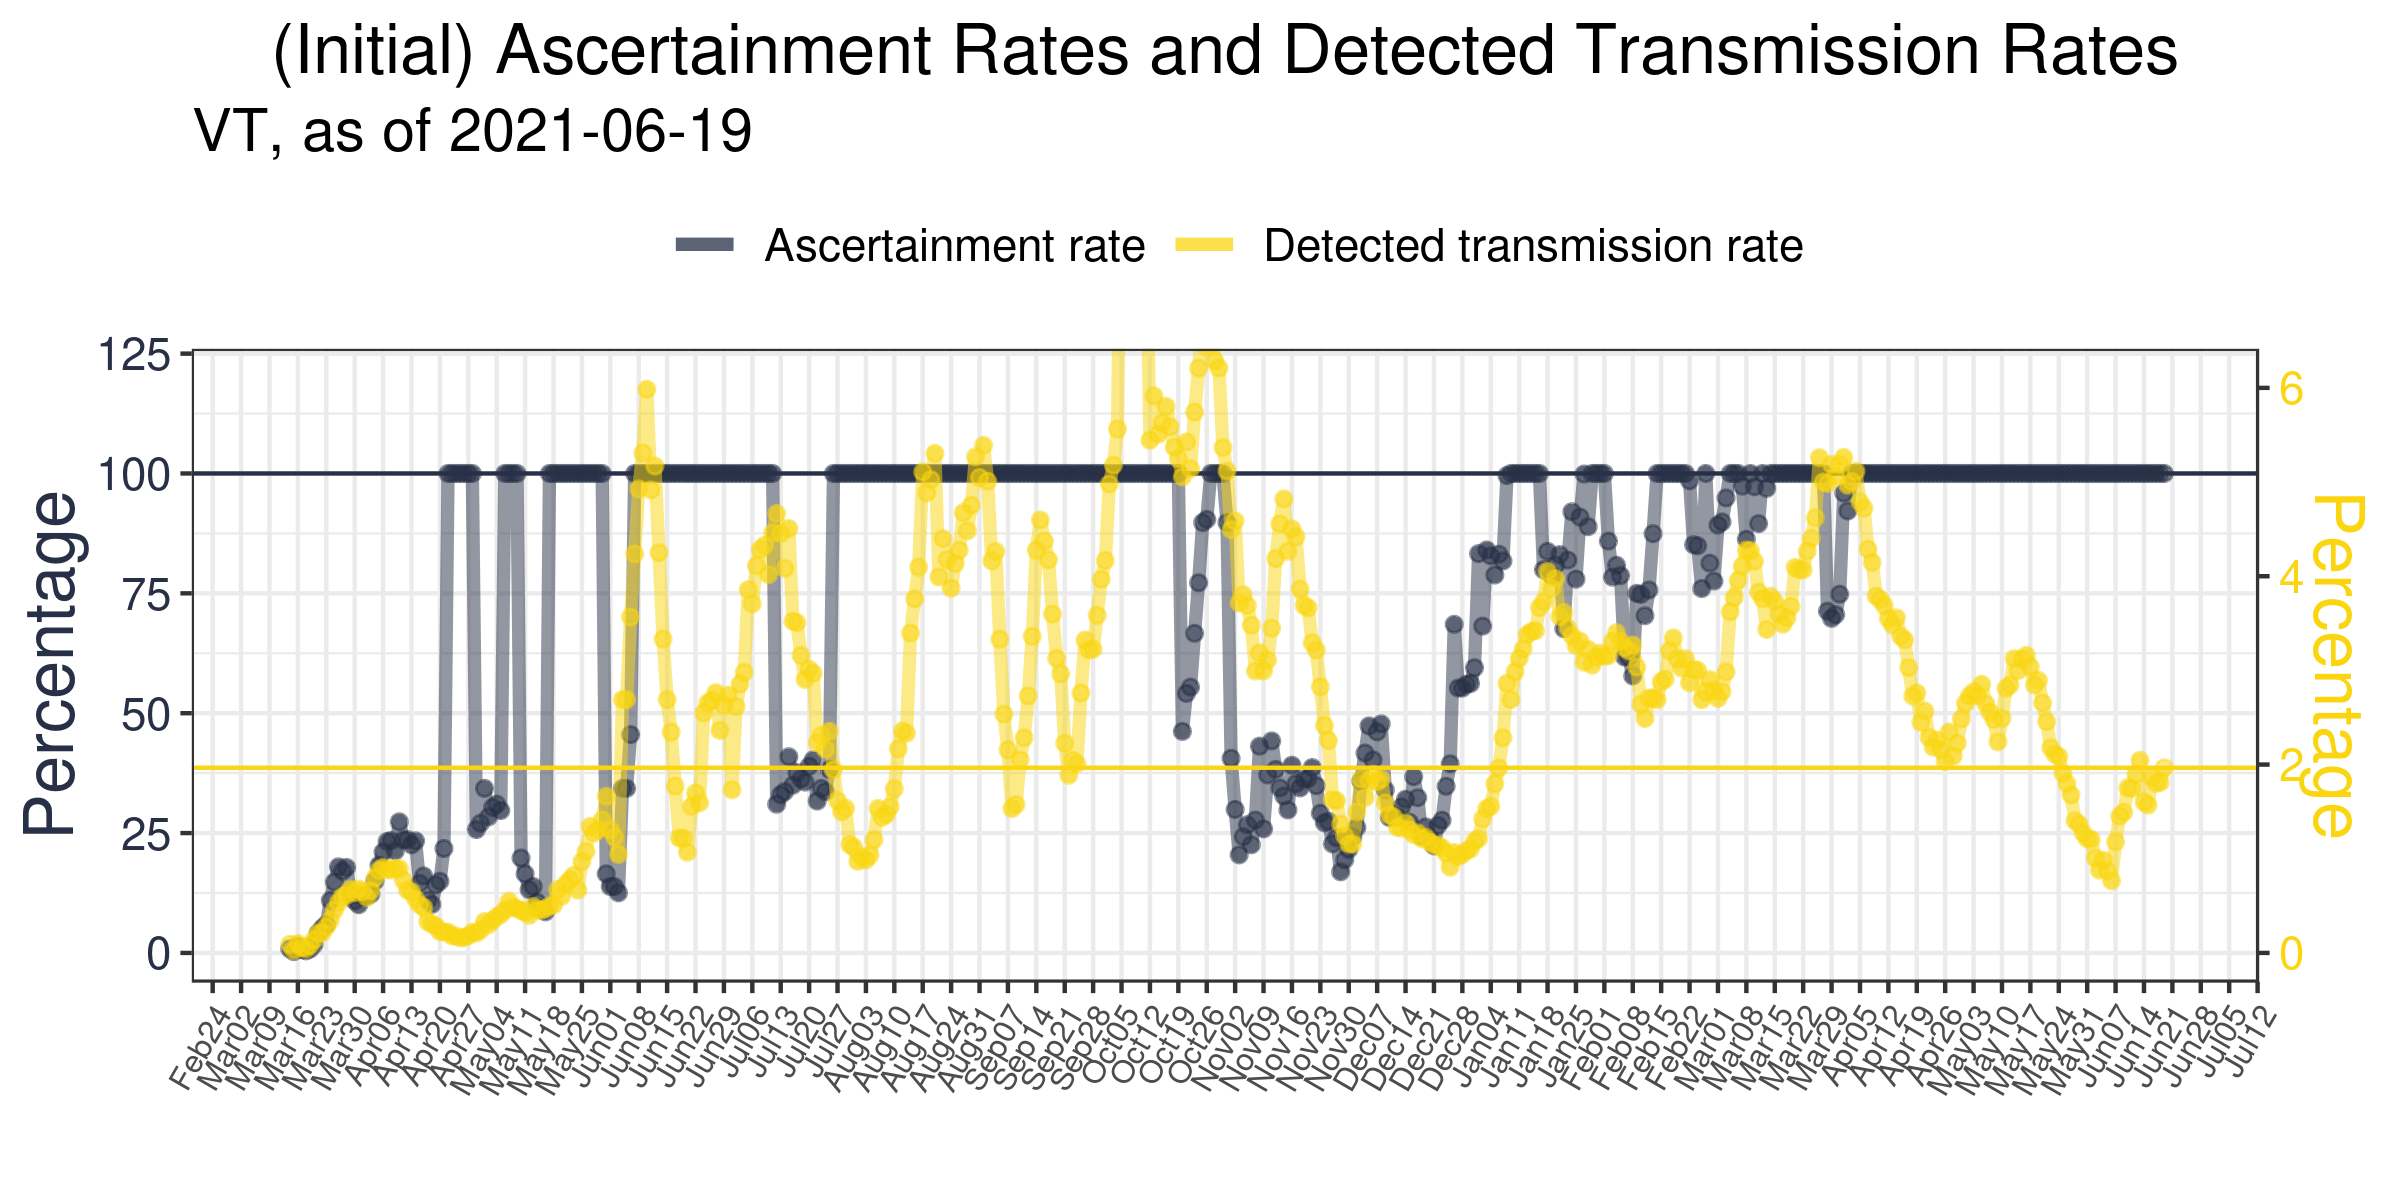 (Initial) Ascertainment Rates and Detected Transmission Rates
VT, as of 2021-06-19
Ascertainment rate
Detected transmission rate
Percentage
125
100
75
50
25
0
6
4
2
0
Percentage
Feb24
Mar02
Mar09
Mar16
Mar23
Mar30
Apr06
Apr13
Apr20
Apr27
May04
May11
May18
May25
Jun01
Jun08
Jun15
Jun22
Jun29
Jul06
Jul13
Jul20
Jul27
Aug03
Aug10
Aug17
Aug24
Aug31
Sep07
Sep14
Sep21
Sep28
Oct05
Oct12
Oct19
Oct26
Nov02
Nov09
Nov16
Nov23
Nov30
Dec07
Dec14
Dec21
Dec28
Jan04
Jan11
Jan18
Jan25
Feb01
Feb08
Feb15
Feb22
Mar01
Mar08
Mar15
Mar22
Mar29
Apr05
Apr12
Apr19
Apr26
May03
May10
May17
May24
May31
Jun07
Jun14
Jun21
Jun28
Jul05
Jul12